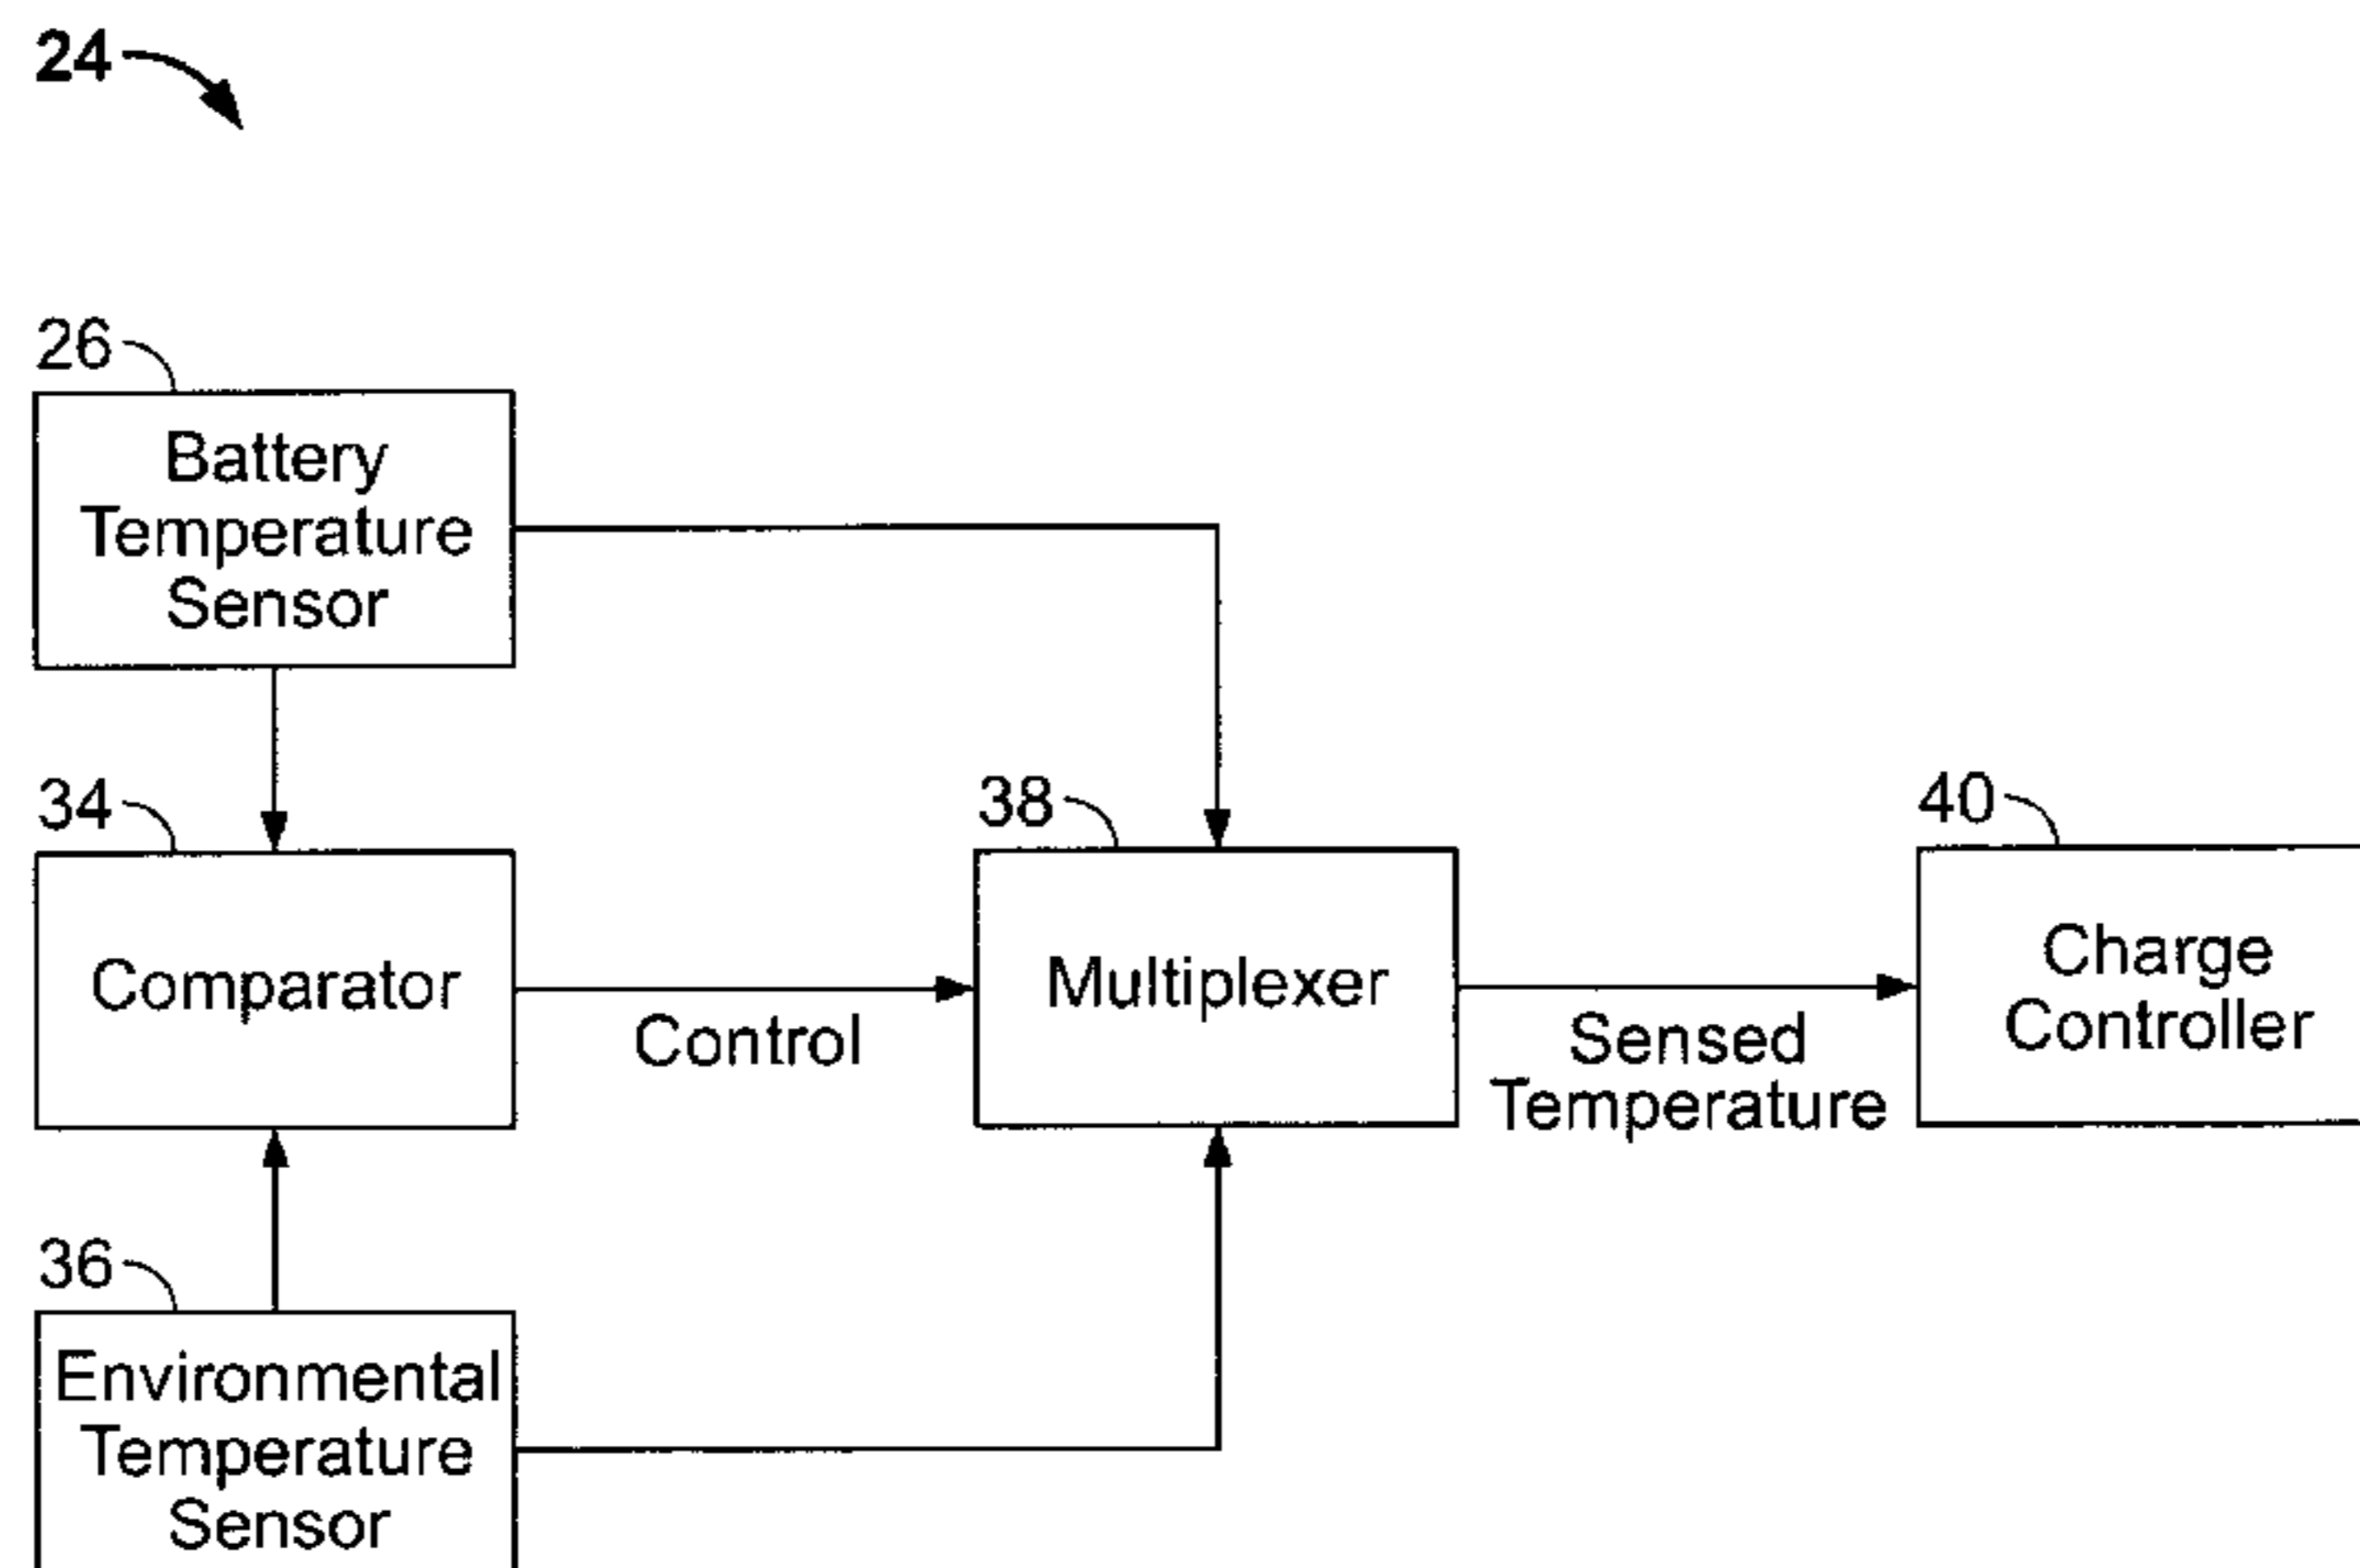 24
26
Battery
Temperature
Sensor
34
Comparator
Control
38
Multiplexer
Sensed
Temperature
40
Charge
Controller
36
Environmental
Temperature
Sensor